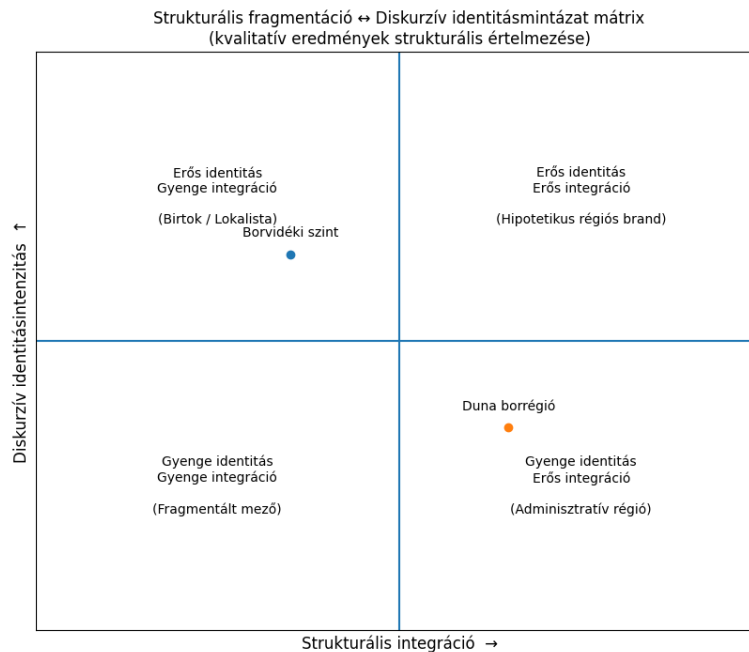 Strukturális fragmentáció ↔ Diskurzív identitásmintázat mátrix
(kvalitatív eredmények strukturális értelmezése)
Erős identitás
Gyenge integráció
(Birtok / Lokalista)
Borvidéki szint
Erős identitás
Erős integráció
(Hipotetikus régiós brand)
Diskurzív identitásintenzitás ↑
Gyenge identitás
Gyenge integráció
(Fragmentált mező)
Duna borrégió
Gyenge identitás
Erős integráció
(Adminisztratív régió)
Strukturális integráció →